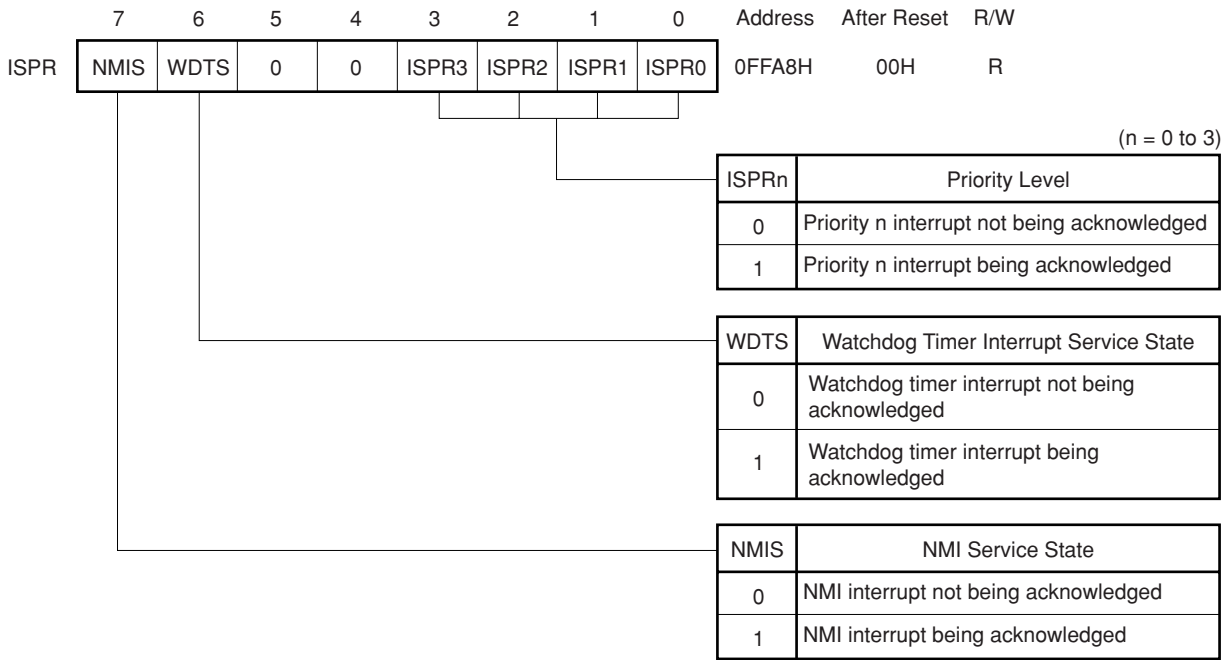 7 6 5 4 3 2 1 0 Address After Reset R/W
ISPR NMIS WDTS 0 0 ISPR3 ISPR2 ISPR1 ISPR0 0FFA8H 00H R
(n = 0 to 3)
ISPRn Priority Level
0 Priority n interrupt not being acknowledged
1 Priority n interrupt being acknowledged
WDTS Watchdog Timer Interrupt Service State
0 Watchdog timer interrupt not being
acknowledged
1 Watchdog timer interrupt being
acknowledged
NMIS NMI Service State
0 NMI interrupt not being acknowledged
1 NMI interrupt being acknowledged